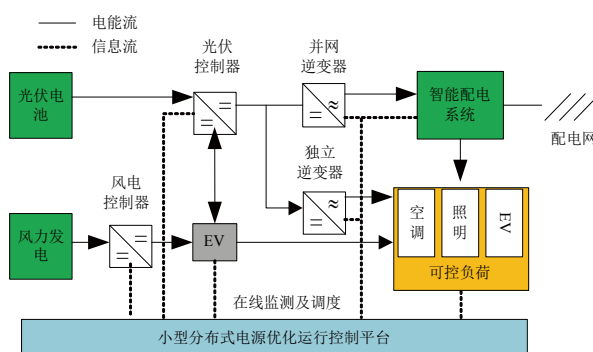 电能流
信息流
光伏
控制器
并网
逆变器
光伏电
池
智能配电
系统
配电网
独立
逆变器
风电
控制器
风力发
电
EV
空
调
照
明
EV
可控负荷
在线监测及调度
小型分布式电源优化运行控制平台